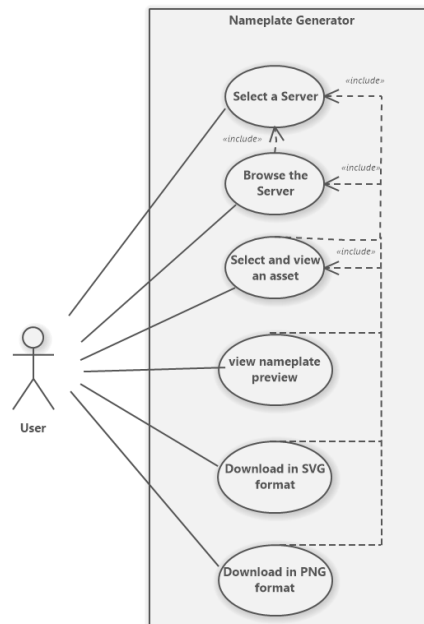 Nameplate Generator
Select a Server
«include»
«include»
Browse the
Server
«include»
Select and view
an asset
«include»
view nameplate
preview
User
Download in SVG
format
Download in PNG
format